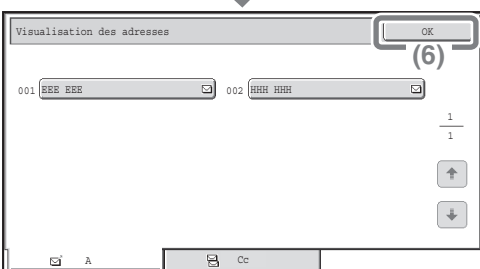 Visualisation des adresses OK
(6)
001 EEE EEE 002 HHH HHH
1
1
A Cc